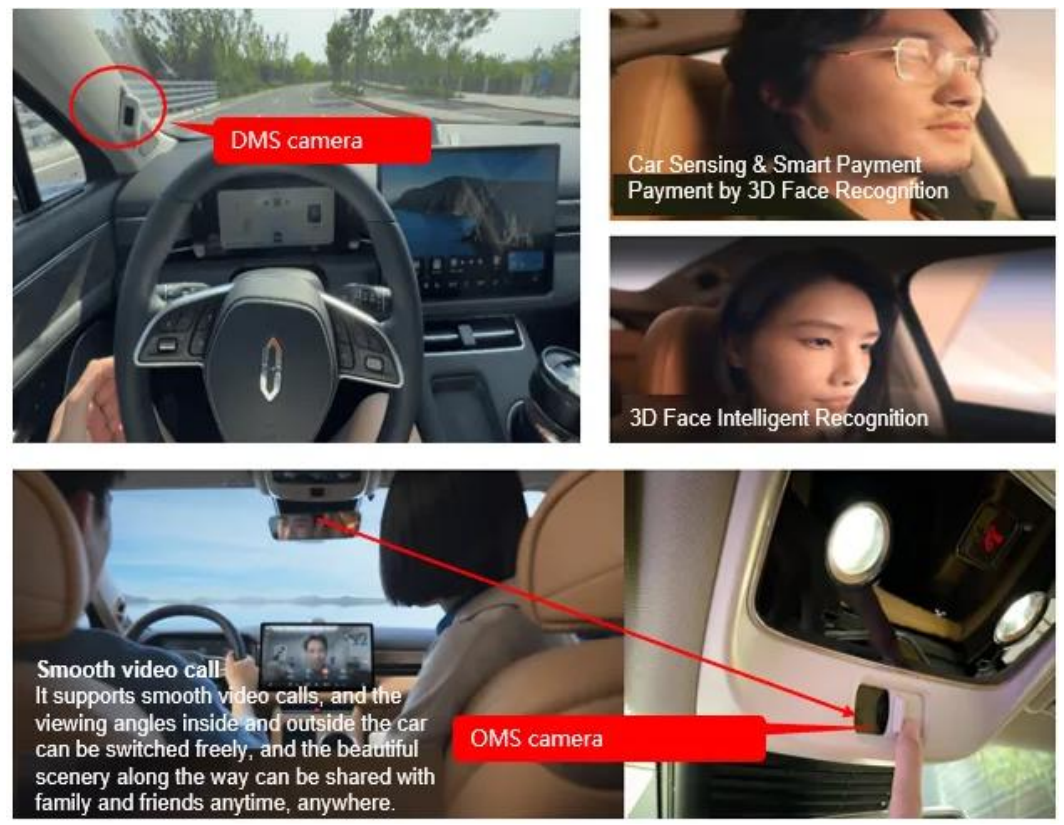 DMS camera
Car Sensing & Smart Payment
Payment by 3D Face Recognition
3D Face Intelligent Recognition
Smooth video call
It supports smooth video calls, and the
viewing angles inside and outside the car
can be switched freely, and the beautiful
scenery along the way can be shared with
family and friends anytime, anywhere.
OMS camera